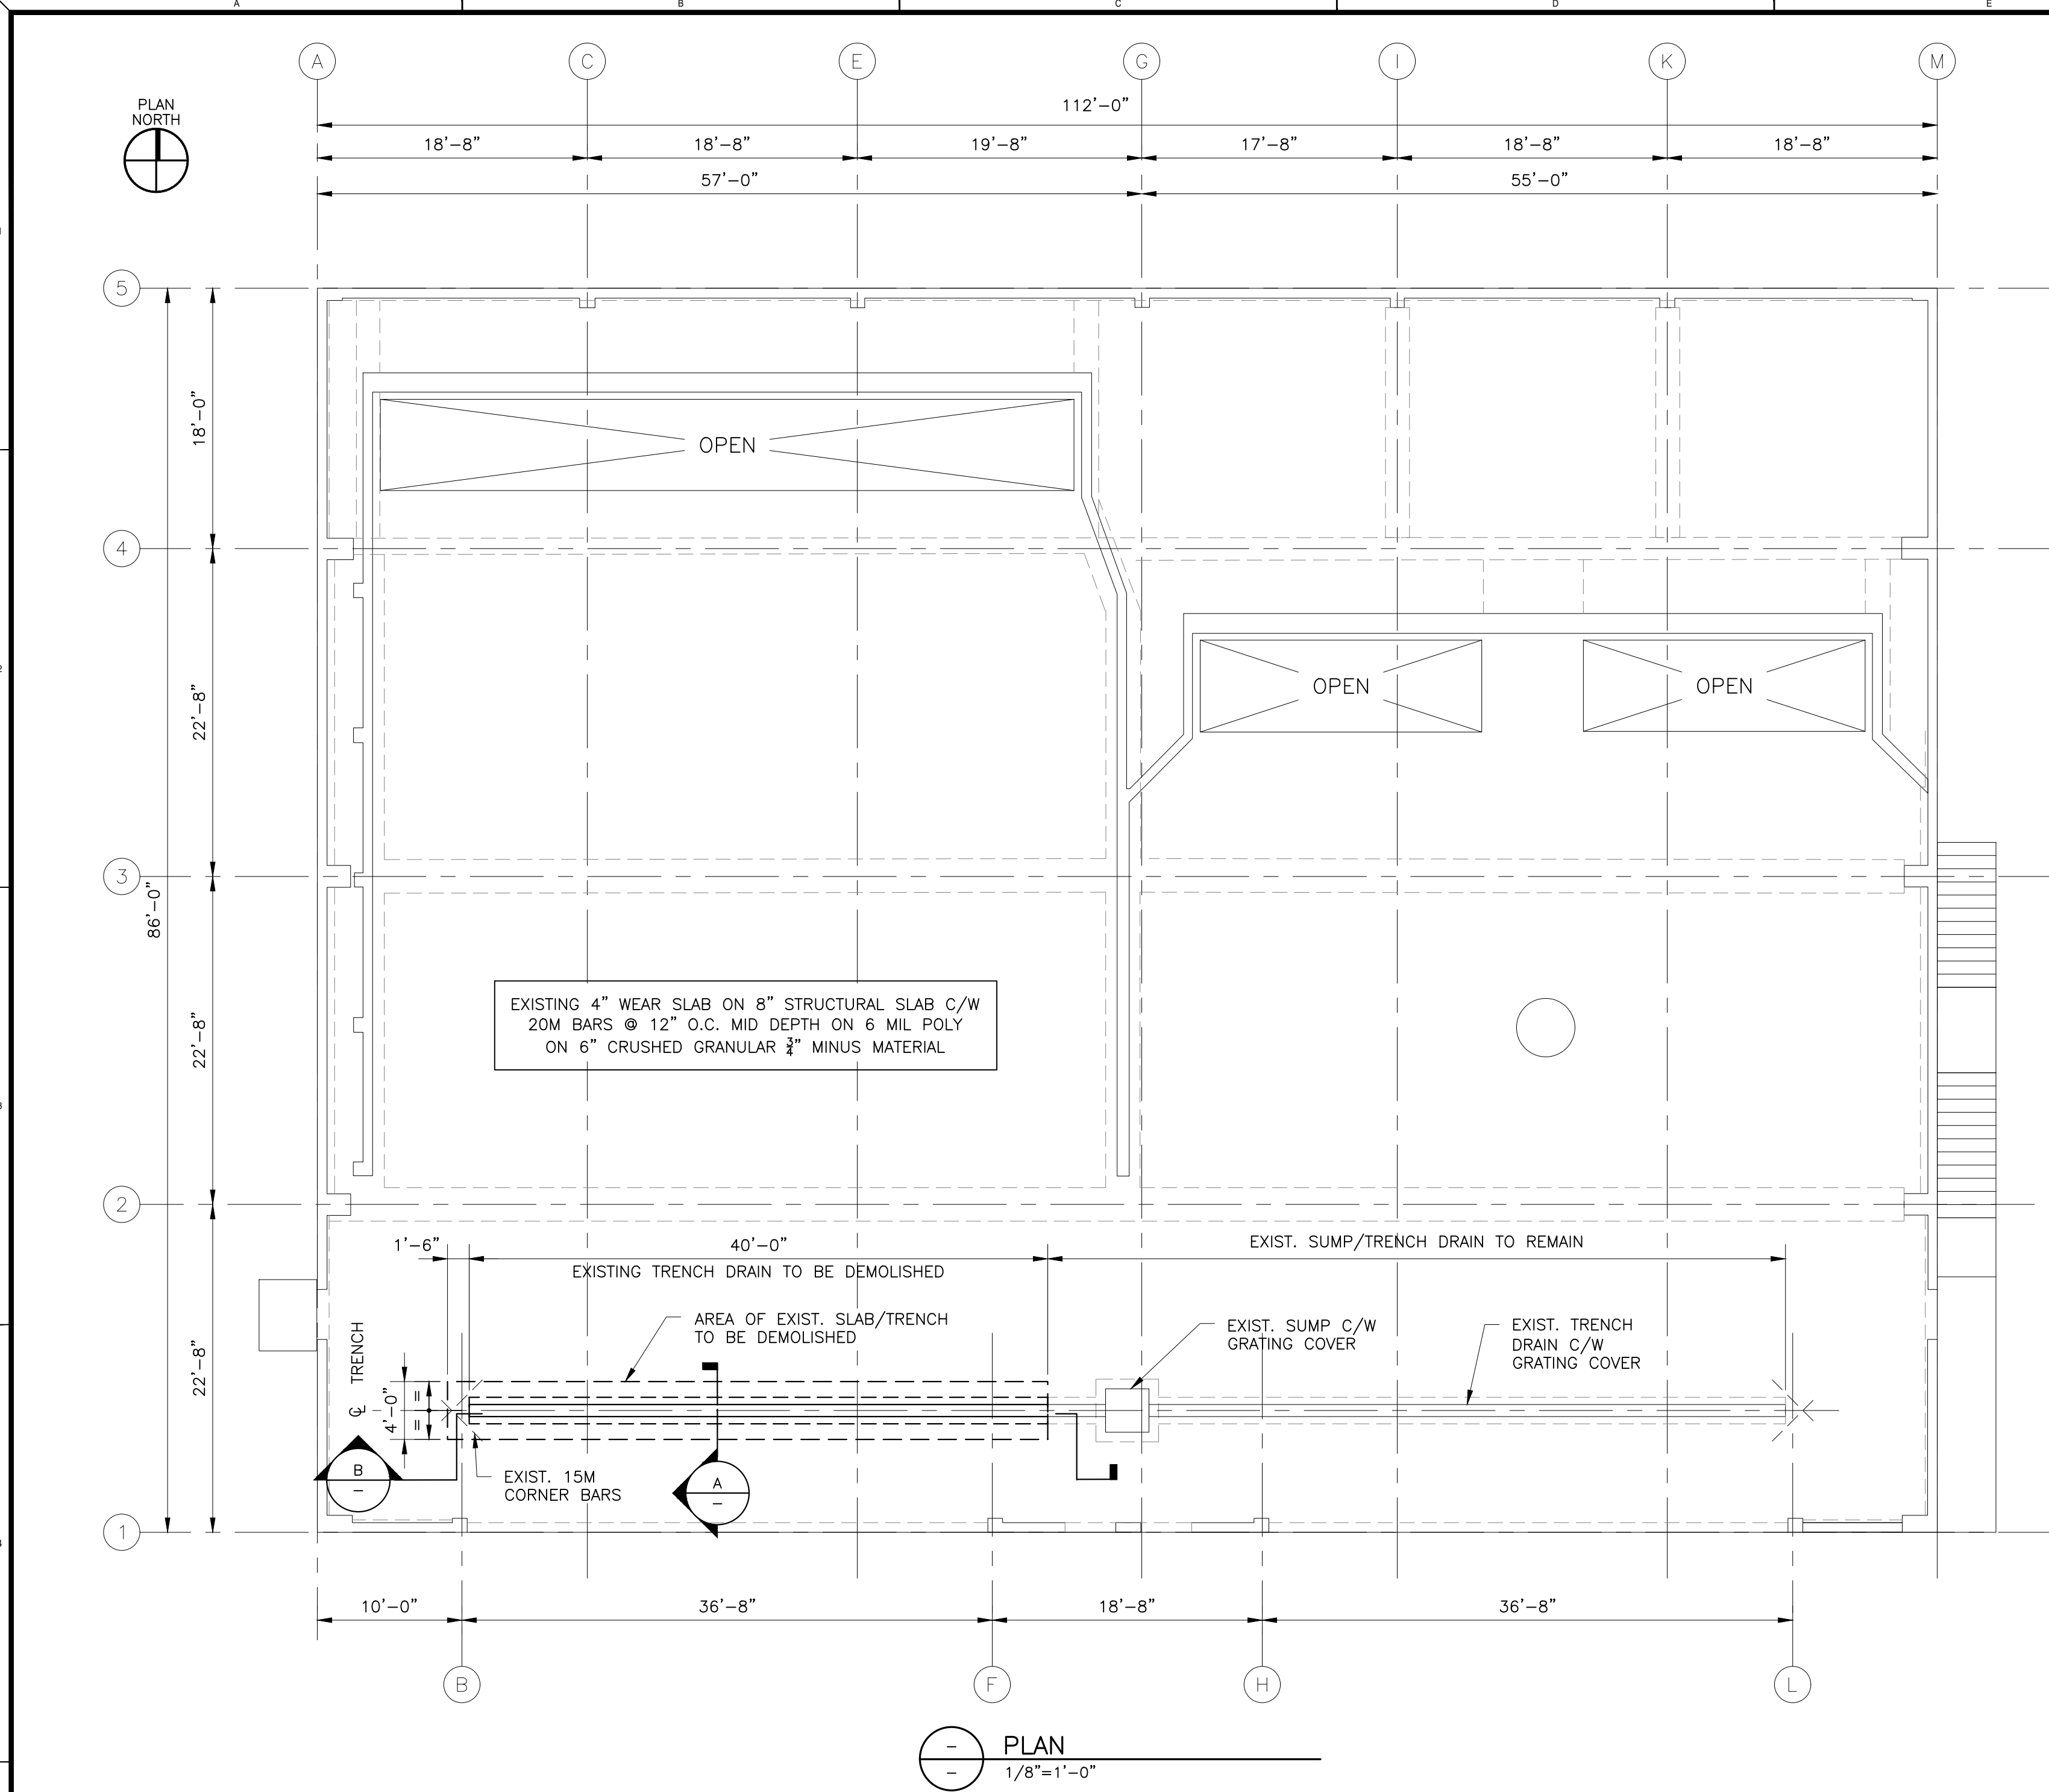 A B C D E
A C E G I K M
PLAN
NORTH
112'-0"
18'-8" 18'-8" 19'-8" 17'-8" 18'-8" 18'-8"
57'-0" 55'-0"
5
18'-0"
OPEN
4
22'-8"
OPEN OPEN
3
86'-0"
EXISTING 4" WEAR SLAB ON 8" STRUCTURAL SLAB C/W
20M BARS @ 12" O.C. MID DEPTH ON 6 MIL POLY
ON 6" CRUSHED GRANULAR 3/4" MINUS MATERIAL
22'-8"
2
1'-6" 40'-0" EXIST. SUMP/TRENCH DRAIN TO REMAIN
EXISTING TRENCH DRAIN TO BE DEMOLISHED
AREA OF EXIST. SLAB/TRENCH
TO BE DEMOLISHED
EXIST. SUMP C/W
GRATING COVER
EXIST. TRENCH
DRAIN C/W
GRATING COVER
22'-8"
℄ TRENCH
4'-0"
= =
B
-
EXIST. 15M
CORNER BARS
A
-
1
10'-0" 36'-8" 18'-8" 36'-8"
B F H L
-
-
PLAN
1/8"=1'-0"